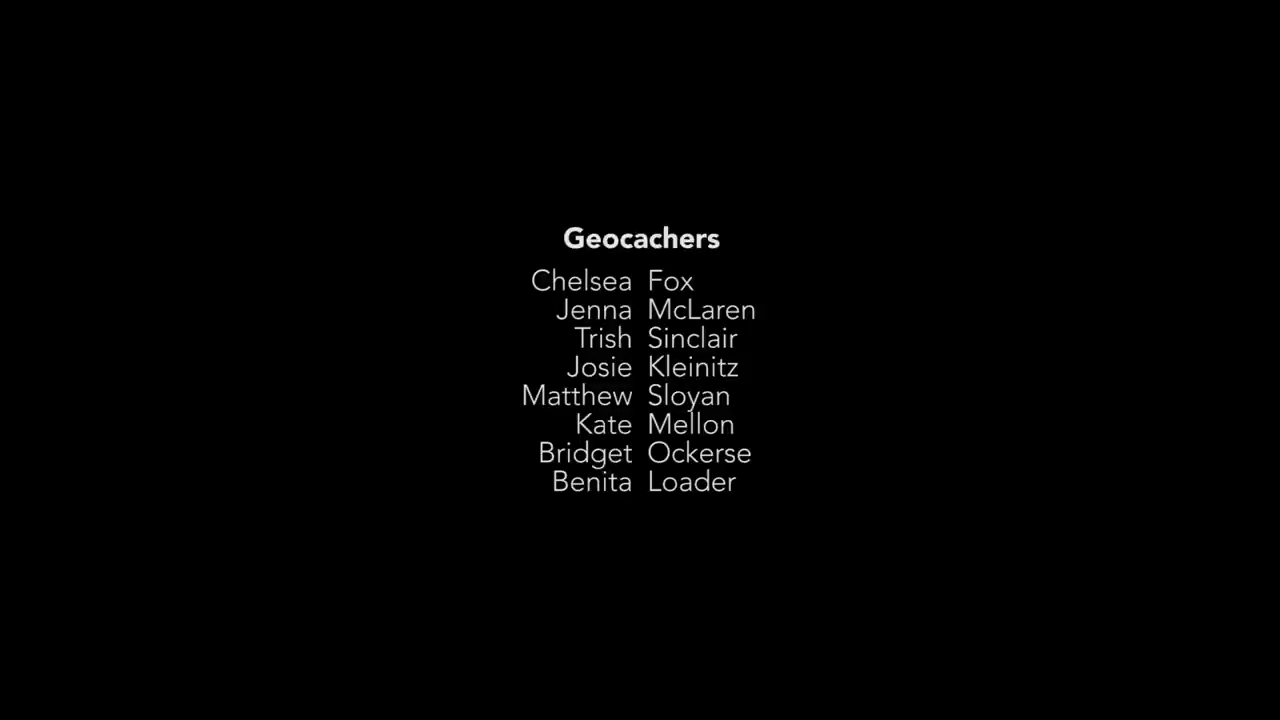 Geocachers
Chelsea Fox
Jenna McLaren
Trish Sinclair
Josie Kleinitz
Matthew Sloyan
Kate Mellon
Bridget Ockerse
Benita Loader